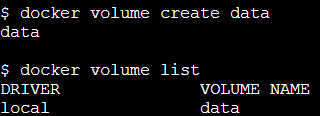 $ docker volume create data
data
$ docker volume list
DRIVER VOLUME NAME
local data